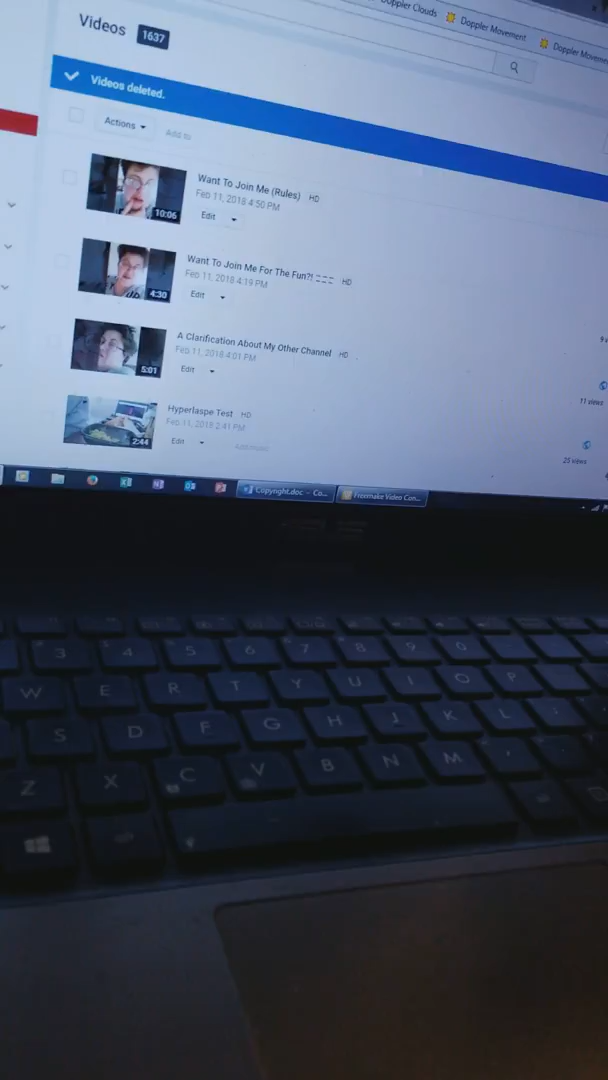 Doppler Clouds
Doppler Movement
Doppler Moveme
Videos 1637
Videos deleted.
Actions
Add to
Want To Join Me (Rules) HD
Feb 11, 2018 4:50 PM
10:06
Edit
Want To Join Me For The Fun?! HD
Feb 11, 2018 4:19 PM
4:30
Edit
A Clarification About My Other Channel HD
Feb 11, 2018 4:01 PM
5:01
Edit
11 views
Hyperlaspe Test HD
Feb 11, 2018 2:41 PM
2:44
Edit
25 views
Copyright.doc - Co...
Freemake Video Con...
3 4 5 6 7 8 9 0
W E R T Y U I O P
S D F G H J K L ;
Z X C V B N M